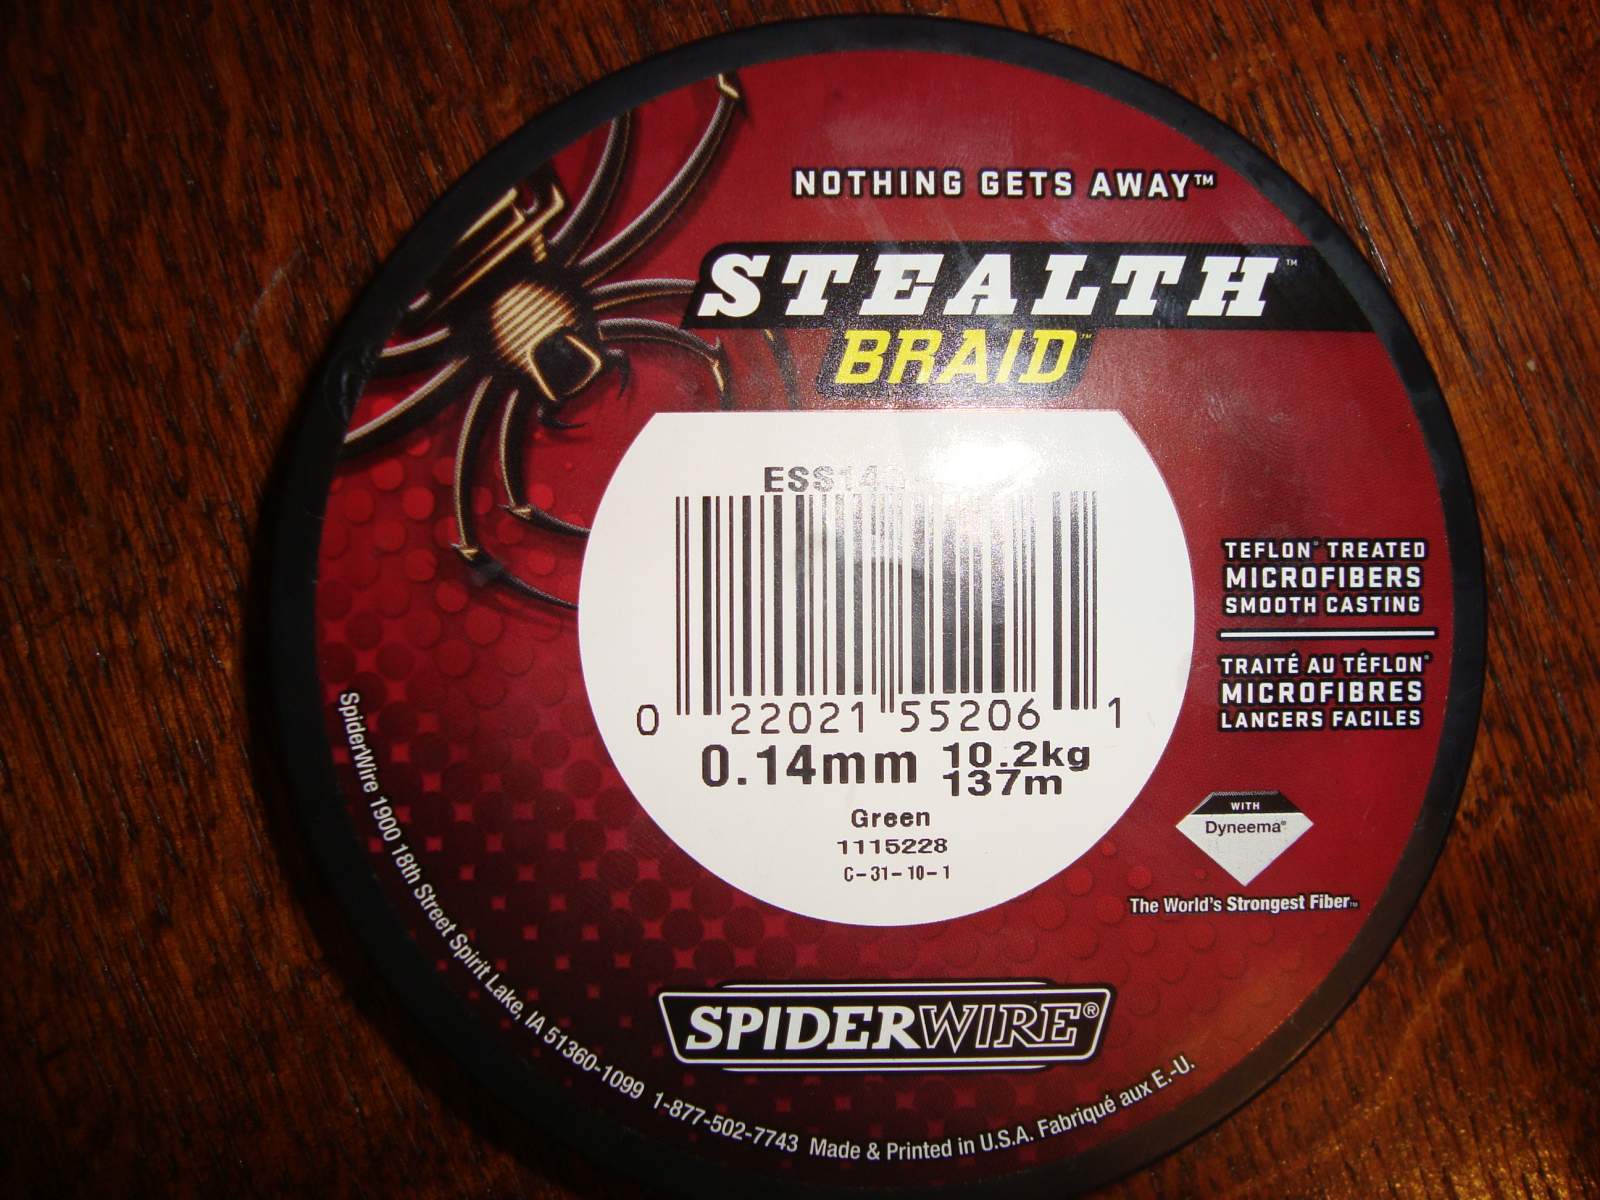 NOTHING GETS AWAY™
STEALTH™
BRAID™
0 22021 55206 1
0.14mm 10.2kg
137m
Green
1115228
C-31-10-1
TEFLON® TREATED
MICROFIBERS
SMOOTH CASTING
TRAITÉ AU TÉFLON®
MICROFIBRES
LANCERS FACILES
WITH
Dyneema®
The World's Strongest Fiber™
SPIDERWIRE®
SpiderWire 1900 18th Street Spirit Lake, IA 51360-1099 1-877-502-7743 Made & Printed in U.S.A. Fabriqué aux E.-U.